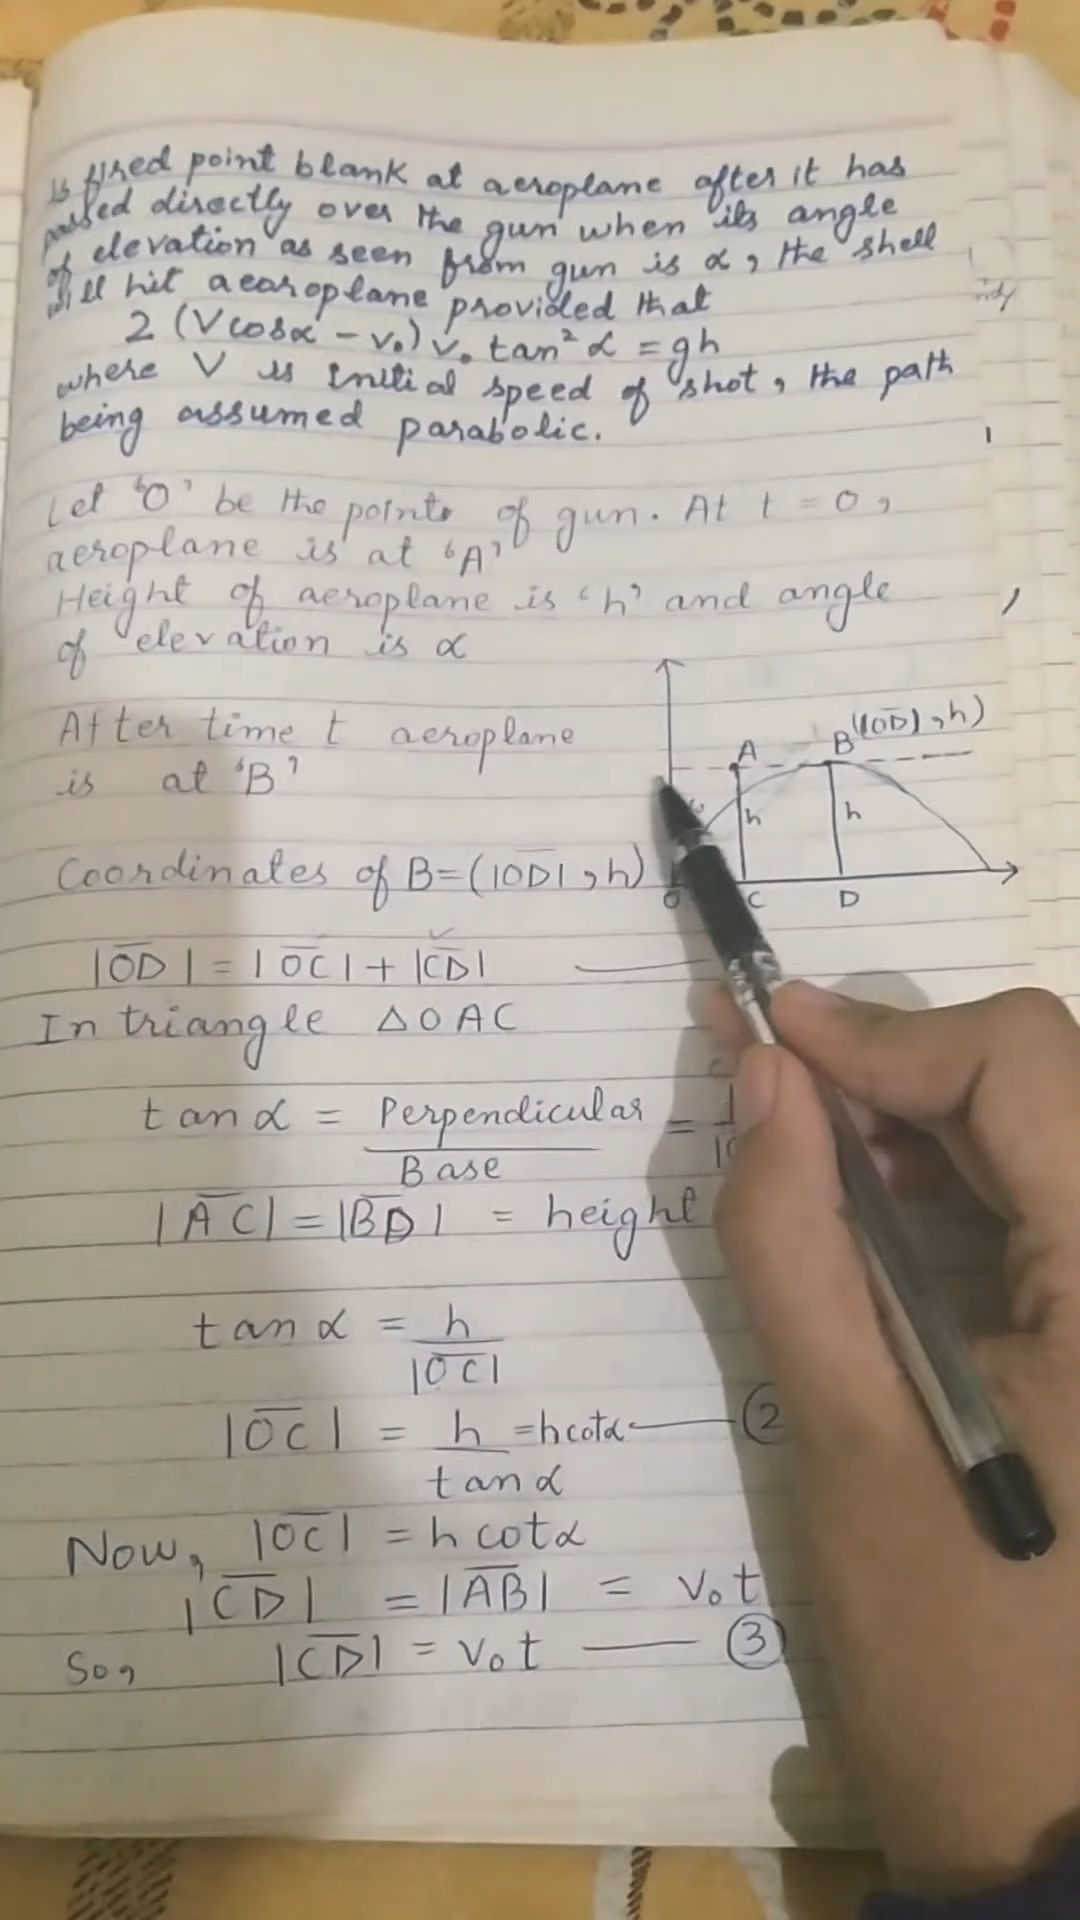 is fired point blank at aeroplane after it has
passed directly over the gun when its angle
of elevation as seen from gun is α, the shell
will hit aearoplane provided that
2 (Vcosα - v₀) v₀ tan² α = gh
where V is Initial speed of shot, the path
being assumed parabolic.
Let 'O' be the points of gun. At t = 0,
aeroplane is at 'A'
Height of aeroplane is 'h' and angle
of elevation is α
After time t aeroplane
is at 'B'
A B(|OD|, h)
h h
O C D
Coordinates of B=(|OD|, h)
|OD| = |OC| + |CD|
In triangle ΔOAC
tan α = Perpendicular =
Base
|AC| = |BD| = height
tan α = h
|OC|
|OC| = h = hcotα — ②
tan α
Now, |OC| = h cotα
|CD| = |AB| = v₀t
So, |CD| = v₀t — ③